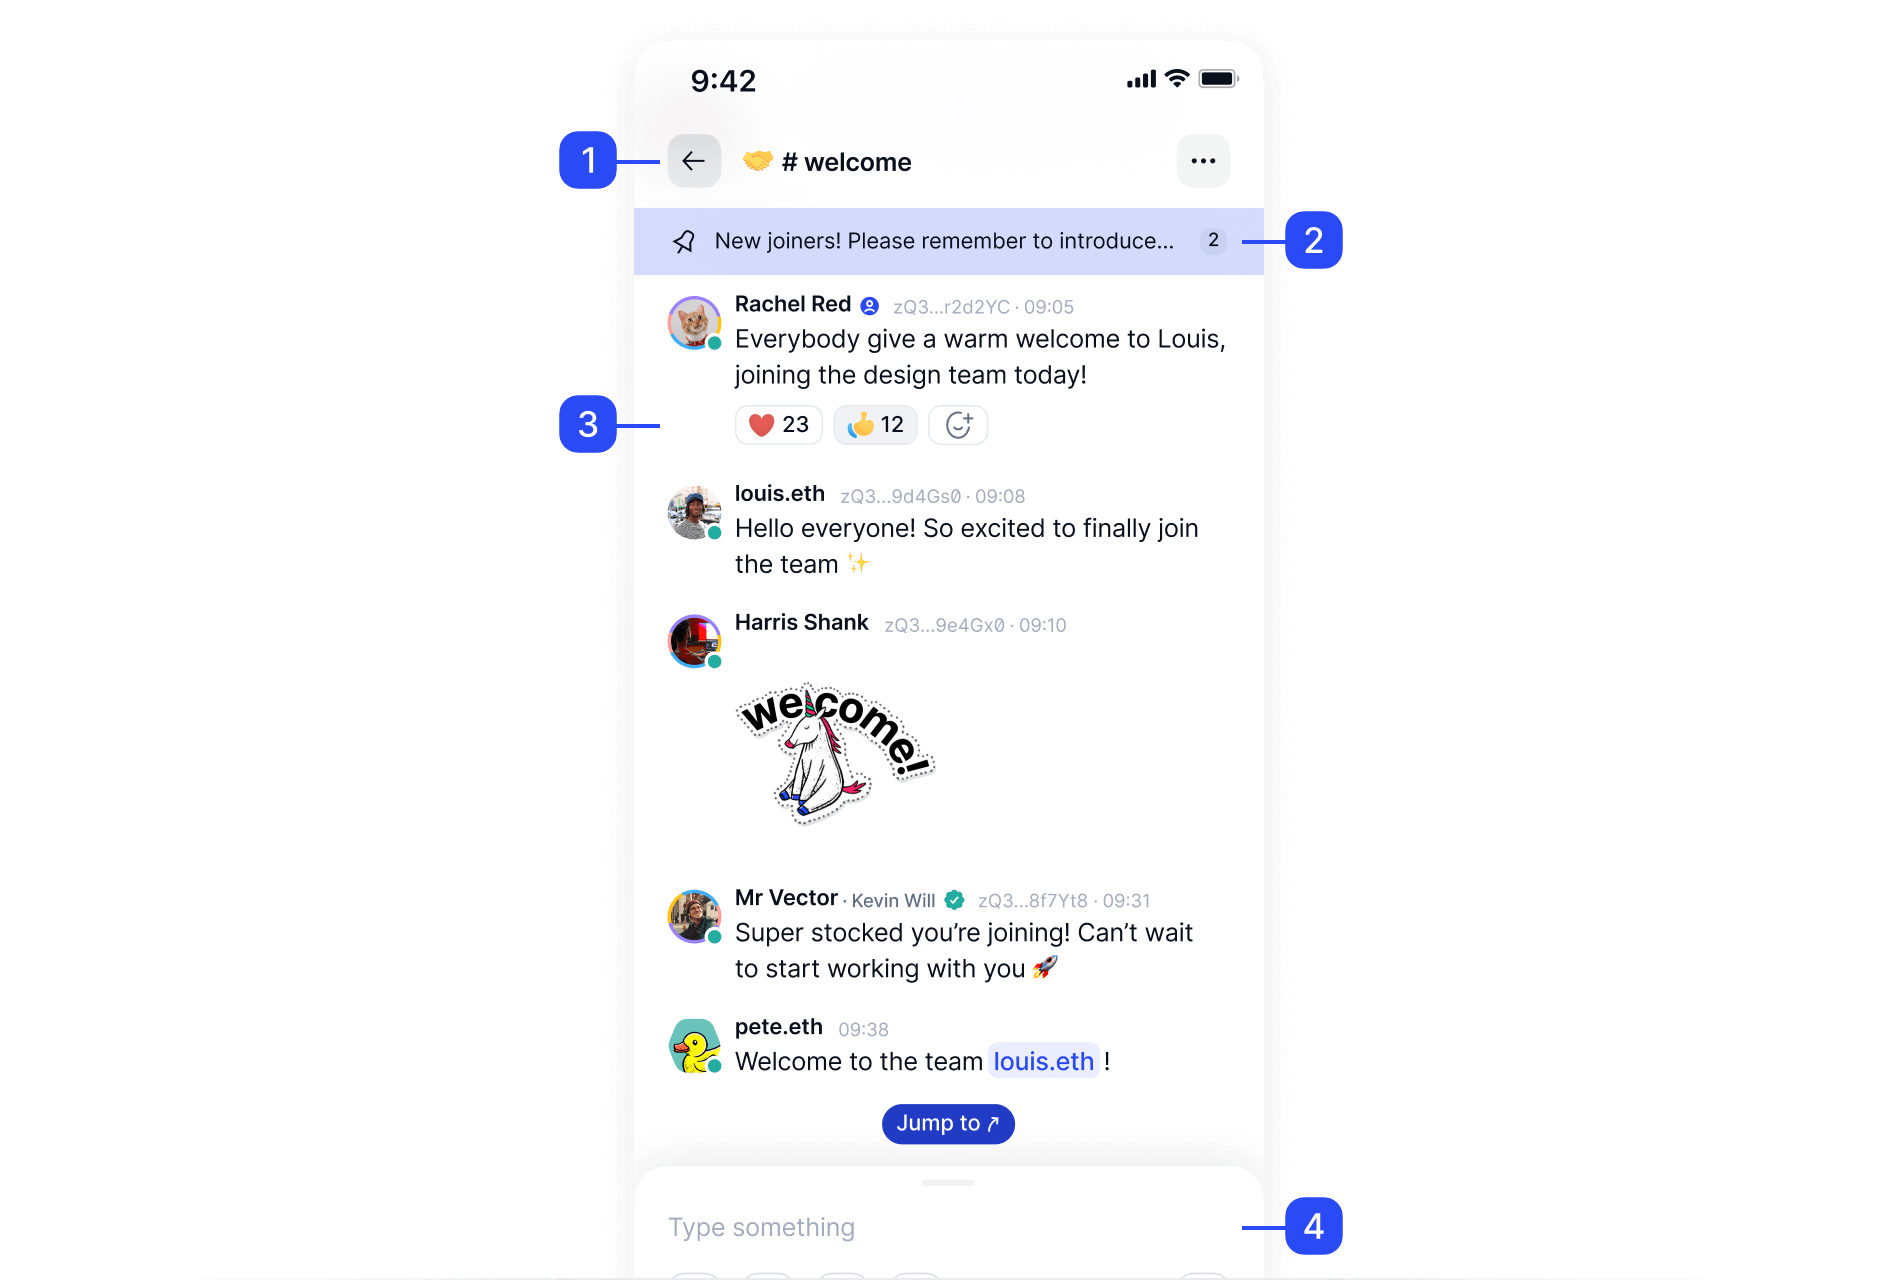 9:42
1
🤝 # welcome
New joiners! Please remember to introduce... 2
2
Rachel Red zQ3...r2d2YC · 09:05
Everybody give a warm welcome to Louis,
joining the design team today!
3
❤️ 23 👍 12
louis.eth zQ3...9d4Gs0 · 09:08
Hello everyone! So excited to finally join
the team ✨
Harris Shank zQ3...9e4Gx0 · 09:10
welcome!
Mr Vector · Kevin Will zQ3...8f7Yt8 · 09:31
Super stocked you’re joining! Can’t wait
to start working with you 🚀
pete.eth 09:38
Welcome to the team louis.eth !
Jump to
Type something
4